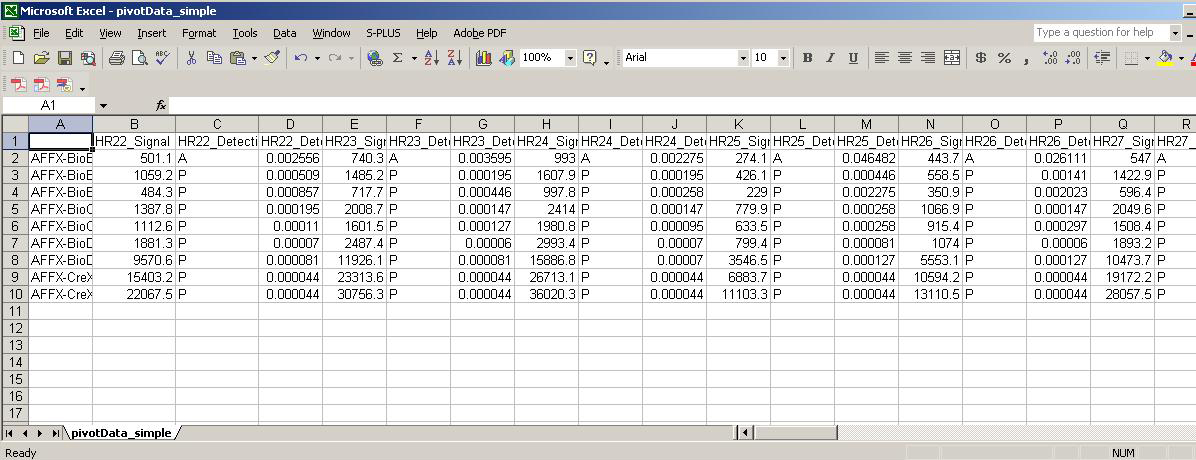 Microsoft Excel - pivotData_simple
File Edit View Insert Format Tools Data Window S-PLUS Help Adobe PDF Type a question for help
100% Arial 10 B I U $ %
A1 fx
A B C D E F G H I J K L M N O P Q R
1 HR22_Signal HR22_Detecti HR22_Det HR23_Sign HR23_Det HR23_Det HR24_Sign HR24_Det HR24_Det HR25_Sign HR25_Det HR25_Det HR26_Sign HR26_Det HR26_Det HR27_Sign HR27_
2 AFFX-BioB 501.1 A 0.002556 740.3 A 0.003595 993 A 0.002275 274.1 A 0.046482 443.7 A 0.026111 547 A
3 AFFX-BioB 1059.2 P 0.000509 1485.2 P 0.000195 1607.9 P 0.000195 426.1 P 0.000446 558.5 P 0.00141 1422.9 P
4 AFFX-BioB 484.3 P 0.000857 717.7 P 0.000446 997.8 P 0.000258 229 P 0.002275 350.9 P 0.002023 596.4 P
5 AFFX-BioC 1387.8 P 0.000195 2008.7 P 0.000147 2414 P 0.000147 779.9 P 0.000258 1066.9 P 0.000147 2049.6 P
6 AFFX-BioC 1112.6 P 0.00011 1601.5 P 0.000127 1980.8 P 0.000095 633.5 P 0.000258 915.4 P 0.000297 1508.4 P
7 AFFX-BioD 1881.3 P 0.00007 2487.4 P 0.00006 2993.4 P 0.00007 799.4 P 0.000081 1074 P 0.00006 1893.2 P
8 AFFX-BioD 9570.6 P 0.000081 11926.1 P 0.000081 15886.8 P 0.00007 3546.5 P 0.000127 5553.1 P 0.000127 10473.7 P
9 AFFX-CreX 15403.2 P 0.000044 23313.6 P 0.000044 26713.1 P 0.000044 6883.7 P 0.000044 10594.2 P 0.000044 19172.2 P
10 AFFX-CreX 22067.5 P 0.000044 30756.3 P 0.000044 36020.3 P 0.000044 11103.3 P 0.000044 13110.5 P 0.000044 28057.5 P
11
12
13
14
15
16
17
pivotData_simple
Ready NUM